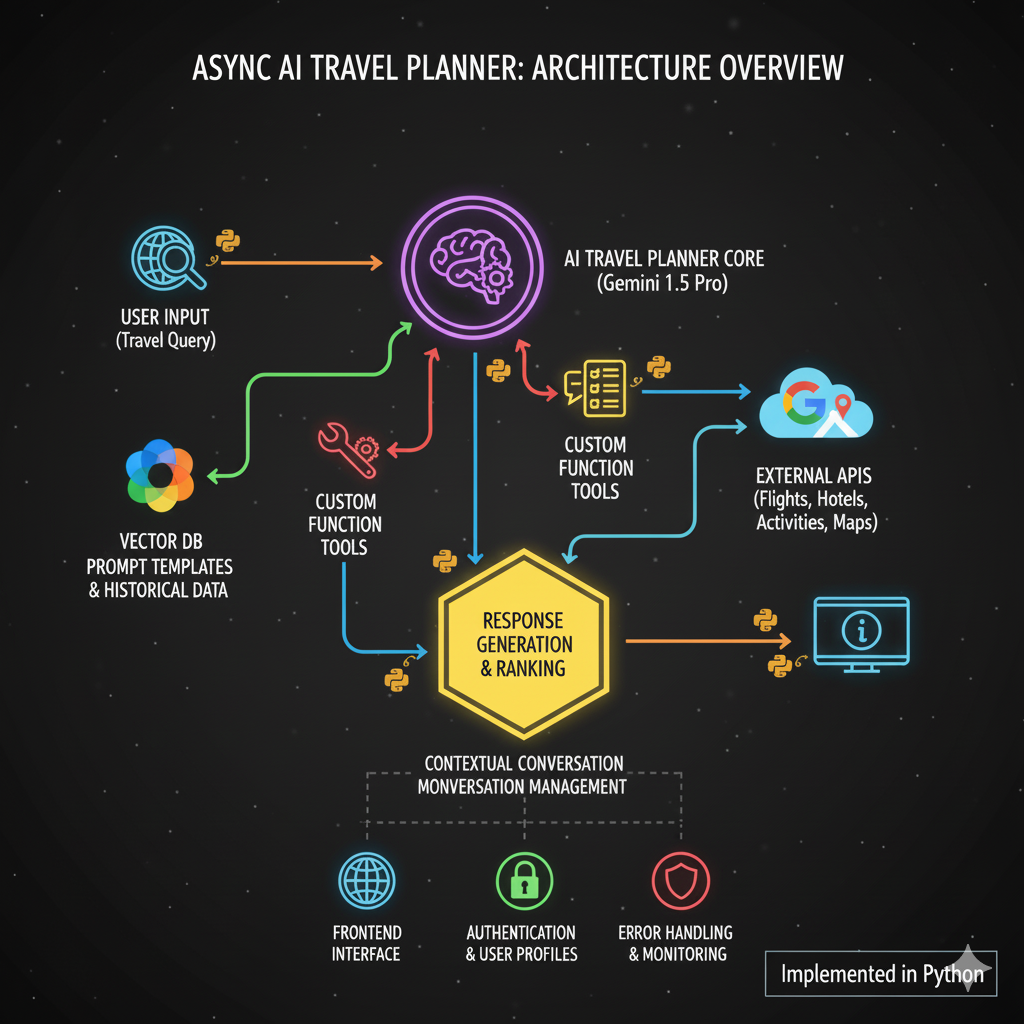 ASYNC AI TRAVEL PLANNER: ARCHITECTURE OVERVIEW
AI TRAVEL PLANNER CORE
(Gemini 1.5 Pro)
USER INPUT
(Travel Query)
CUSTOM
FUNCTION
TOOLS
EXTERNAL APIS
(Flights, Hotels,
Activities, Maps)
CUSTOM
FUNCTION
TOOLS
VECTOR DB
PROMPT TEMPLATES
& HISTORICAL DATA
RESPONSE
GENERATION
& RANKING
CONTEXTUAL CONVERSATION
MONVERSATION MANAGEMENT
FRONTEND
INTERFACE
AUTHENTICATION
& USER PROFILES
ERROR HANDLING
& MONITORING
Implemented in Python